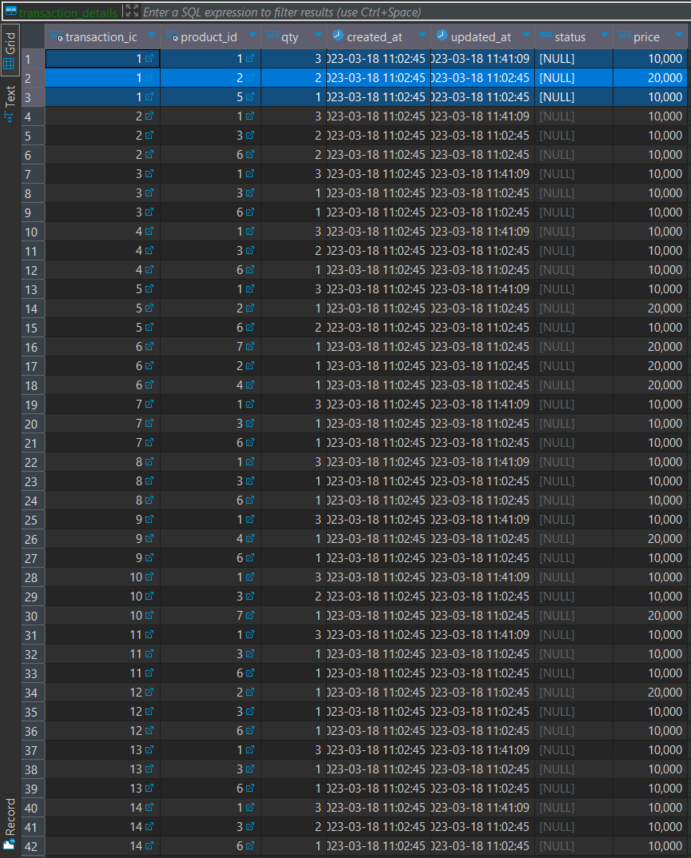 transaction_details Enter a SQL expression to filter results (use Ctrl+Space)
Grid
Text
Record
transaction_ic product_id qty created_at updated_at status price
1 1 1 3 023-03-18 11:02:45 023-03-18 11:41:09 [NULL] 10,000
2 1 2 2 023-03-18 11:02:45 023-03-18 11:02:45 [NULL] 20,000
3 1 5 1 023-03-18 11:02:45 023-03-18 11:02:45 [NULL] 10,000
4 2 1 3 023-03-18 11:02:45 023-03-18 11:41:09 [NULL] 10,000
5 2 3 2 023-03-18 11:02:45 023-03-18 11:02:45 [NULL] 10,000
6 2 6 2 023-03-18 11:02:45 023-03-18 11:02:45 [NULL] 10,000
7 3 1 3 023-03-18 11:02:45 023-03-18 11:41:09 [NULL] 10,000
8 3 3 1 023-03-18 11:02:45 023-03-18 11:02:45 [NULL] 10,000
9 3 6 1 023-03-18 11:02:45 023-03-18 11:02:45 [NULL] 10,000
10 4 1 3 023-03-18 11:02:45 023-03-18 11:41:09 [NULL] 10,000
11 4 3 2 023-03-18 11:02:45 023-03-18 11:02:45 [NULL] 10,000
12 4 6 1 023-03-18 11:02:45 023-03-18 11:02:45 [NULL] 10,000
13 5 1 3 023-03-18 11:02:45 023-03-18 11:41:09 [NULL] 10,000
14 5 2 1 023-03-18 11:02:45 023-03-18 11:02:45 [NULL] 20,000
15 5 6 2 023-03-18 11:02:45 023-03-18 11:02:45 [NULL] 10,000
16 6 7 1 023-03-18 11:02:45 023-03-18 11:02:45 [NULL] 20,000
17 6 2 1 023-03-18 11:02:45 023-03-18 11:02:45 [NULL] 20,000
18 6 4 1 023-03-18 11:02:45 023-03-18 11:02:45 [NULL] 20,000
19 7 1 3 023-03-18 11:02:45 023-03-18 11:41:09 [NULL] 10,000
20 7 3 1 023-03-18 11:02:45 023-03-18 11:02:45 [NULL] 10,000
21 7 6 1 023-03-18 11:02:45 023-03-18 11:02:45 [NULL] 10,000
22 8 1 3 023-03-18 11:02:45 023-03-18 11:41:09 [NULL] 10,000
23 8 3 1 023-03-18 11:02:45 023-03-18 11:02:45 [NULL] 10,000
24 8 6 1 023-03-18 11:02:45 023-03-18 11:02:45 [NULL] 10,000
25 9 1 3 023-03-18 11:02:45 023-03-18 11:41:09 [NULL] 10,000
26 9 4 1 023-03-18 11:02:45 023-03-18 11:02:45 [NULL] 20,000
27 9 6 1 023-03-18 11:02:45 023-03-18 11:02:45 [NULL] 10,000
28 10 1 3 023-03-18 11:02:45 023-03-18 11:41:09 [NULL] 10,000
29 10 3 2 023-03-18 11:02:45 023-03-18 11:02:45 [NULL] 10,000
30 10 7 1 023-03-18 11:02:45 023-03-18 11:02:45 [NULL] 20,000
31 11 1 3 023-03-18 11:02:45 023-03-18 11:41:09 [NULL] 10,000
32 11 3 1 023-03-18 11:02:45 023-03-18 11:02:45 [NULL] 10,000
33 11 6 1 023-03-18 11:02:45 023-03-18 11:02:45 [NULL] 10,000
34 12 2 1 023-03-18 11:02:45 023-03-18 11:02:45 [NULL] 20,000
35 12 3 1 023-03-18 11:02:45 023-03-18 11:02:45 [NULL] 10,000
36 12 6 1 023-03-18 11:02:45 023-03-18 11:02:45 [NULL] 10,000
37 13 1 3 023-03-18 11:02:45 023-03-18 11:41:09 [NULL] 10,000
38 13 3 1 023-03-18 11:02:45 023-03-18 11:02:45 [NULL] 10,000
39 13 6 1 023-03-18 11:02:45 023-03-18 11:02:45 [NULL] 10,000
40 14 1 3 023-03-18 11:02:45 023-03-18 11:41:09 [NULL] 10,000
41 14 3 2 023-03-18 11:02:45 023-03-18 11:02:45 [NULL] 10,000
42 14 6 1 023-03-18 11:02:45 023-03-18 11:02:45 [NULL] 10,000